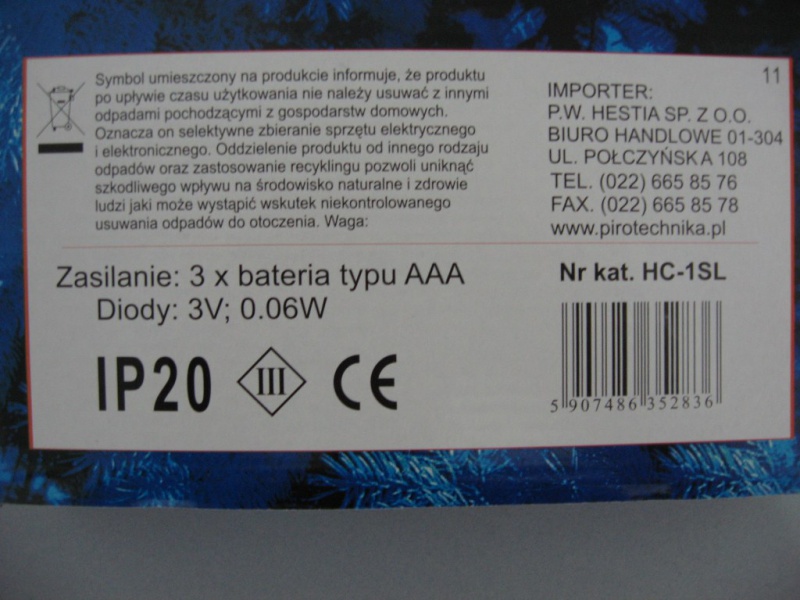 11
Symbol umieszczony na produkcie informuje, że produktu
po upływie czasu użytkowania nie należy usuwać z innymi
odpadami pochodzącymi z gospodarstw domowych.
Oznacza on selektywne zbieranie sprzętu elektrycznego
i elektronicznego. Oddzielenie produktu od innego rodzaju
odpadów oraz zastosowanie recyklingu pozwoli uniknąć
szkodliwego wpływu na środowisko naturalne i zdrowie
ludzi jaki może wystąpić wskutek niekontrolowanego
usuwania odpadów do otoczenia. Waga:
IMPORTER:
P.W. HESTIA SP. Z O.O.
BIURO HANDLOWE 01-304
UL. POŁCZYŃSKA 108
TEL. (022) 665 85 76
FAX. (022) 665 85 78
www.pirotechnika.pl
Zasilanie: 3 x bateria typu AAA
Diody: 3V; 0.06W
IP20 III CE
Nr kat. HC-1SL
5 907486 352836